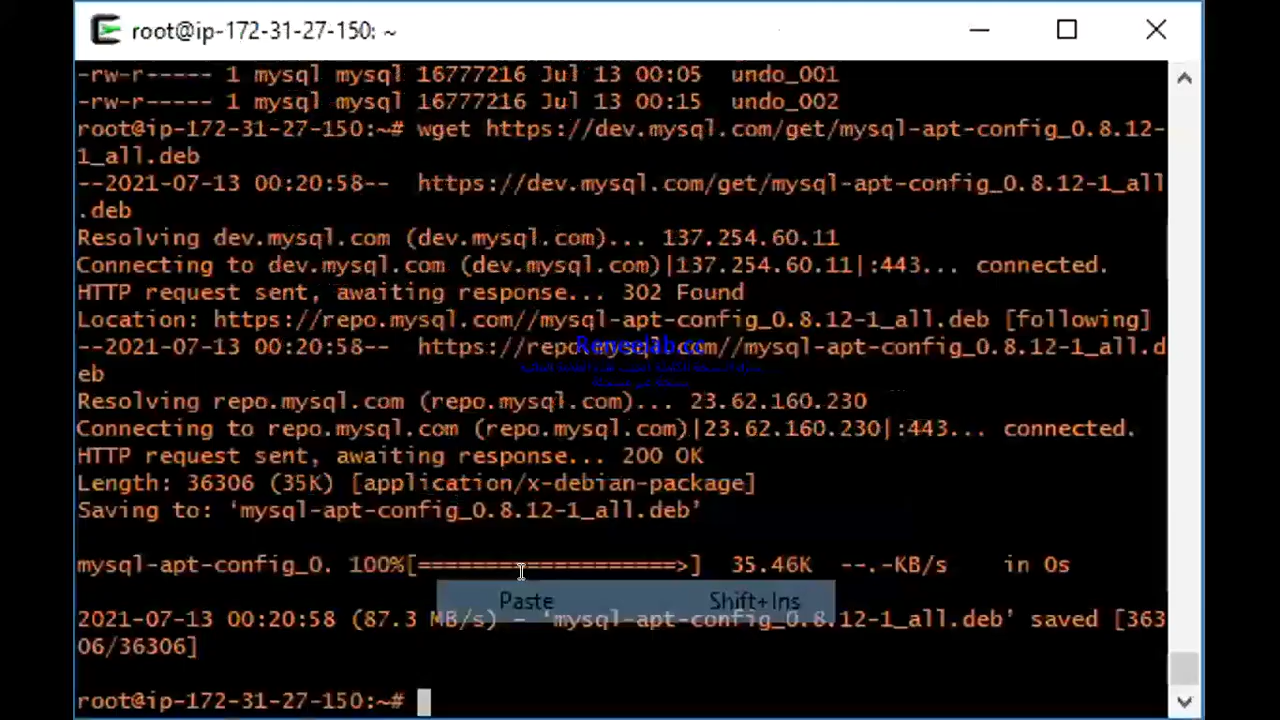 root@ip-172-31-27-150: ~
-rw-r----- 1 mysql mysql 16777216 Jul 13 00:05  undo_001
-rw-r----- 1 mysql mysql 16777216 Jul 13 00:15  undo_002
root@ip-172-31-27-150:~# wget https://dev.mysql.com/get/mysql-apt-config_0.8.12-
1_all.deb
--2021-07-13 00:20:58--  https://dev.mysql.com/get/mysql-apt-config_0.8.12-1_all
.deb
Resolving dev.mysql.com (dev.mysql.com)... 137.254.60.11
Connecting to dev.mysql.com (dev.mysql.com)|137.254.60.11|:443... connected.
HTTP request sent, awaiting response... 302 Found
Location: https://repo.mysql.com//mysql-apt-config_0.8.12-1_all.deb [following]
--2021-07-13 00:20:58--  https://repo.mysql.com//mysql-apt-config_0.8.12-1_all.d
Reneelab.cc
eb
Resolving repo.mysql.com (repo.mysql.com)... 23.62.160.230
Connecting to repo.mysql.com (repo.mysql.com)|23.62.160.230|:443... connected.
HTTP request sent, awaiting response... 200 OK
Length: 36306 (35K) [application/x-debian-package]
Saving to: ‘mysql-apt-config_0.8.12-1_all.deb’
mysql-apt-config_0. 100%[===================>]  35.46K  --.-KB/s    in 0s
Paste Shift+Ins
2021-07-13 00:20:58 (87.3 MB/s) - ‘mysql-apt-config_0.8.12-1_all.deb’ saved [363
06/36306]
root@ip-172-31-27-150:~#